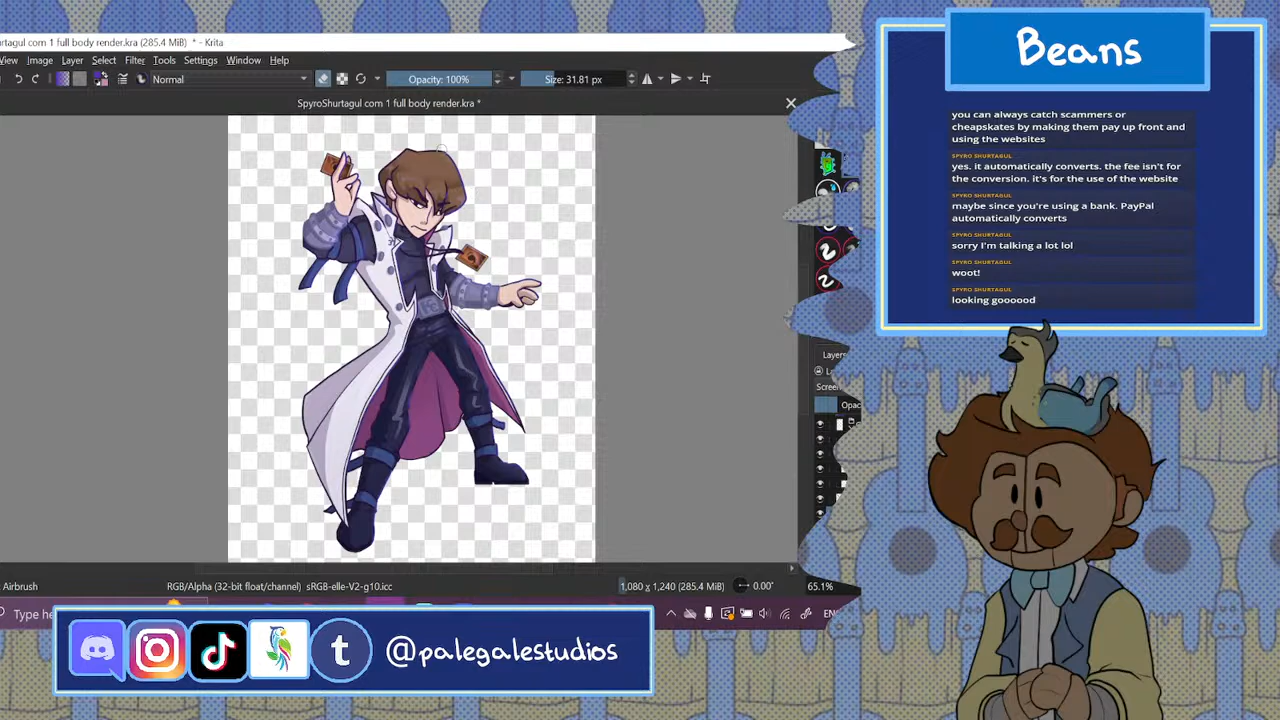 urtagul com 1 full body render.kra (285.4 MiB) * - Krita
View Image Layer Select Filter Tools Settings Window Help
Normal Opacity: 100% Size: 31.81 px
SpyroShurtagul com 1 full body render.kra *
Beans
you can always catch scammers or
cheapskates by making them pay up front and
using the websites
SPYRO SHURTAGUL
yes. it automatically converts. the fee isn't for
the conversion. it's for the use of the website
SPYRO SHURTAGUL
maybe since you're using a bank. PayPal
automatically converts
SPYRO SHURTAGUL
sorry I'm talking a lot lol
SPYRO SHURTAGUL
woot!
SPYRO SHURTAGUL
looking goooood
Layers
La
Screen
Opac
Airbrush RGB/Alpha (32-bit float/channel) sRGB-elle-V2-g10.icc 1,080 x 1,240 (285.4 MiB) 0.00° 65.1%
Type he EN
t @palegalestudios